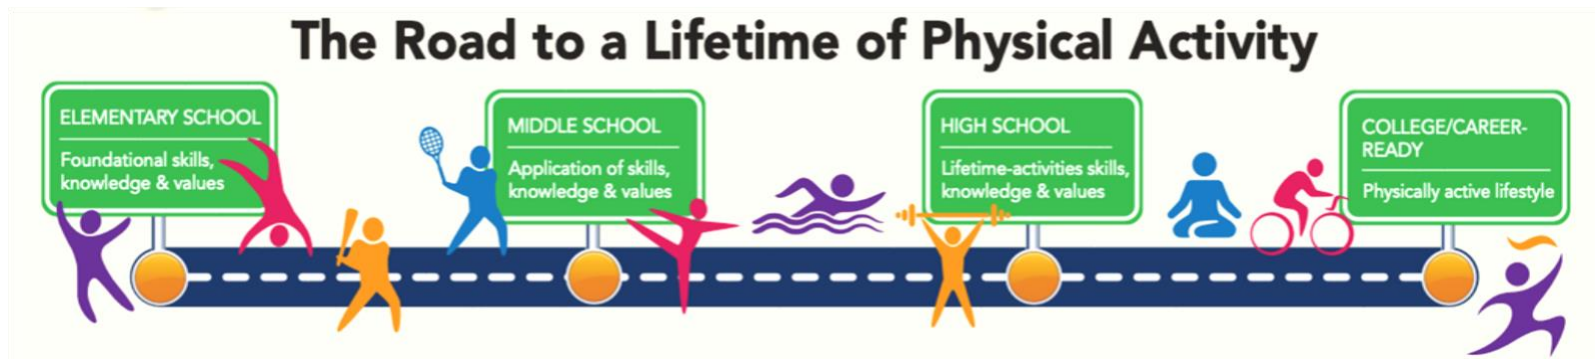 The Road to a Lifetime of Physical Activity
ELEMENTARY SCHOOL
Foundational skills,
knowledge & values
MIDDLE SCHOOL
Application of skills,
knowledge & values
HIGH SCHOOL
Lifetime-activities skills,
knowledge & values
COLLEGE/CAREER-
READY
Physically active lifestyle